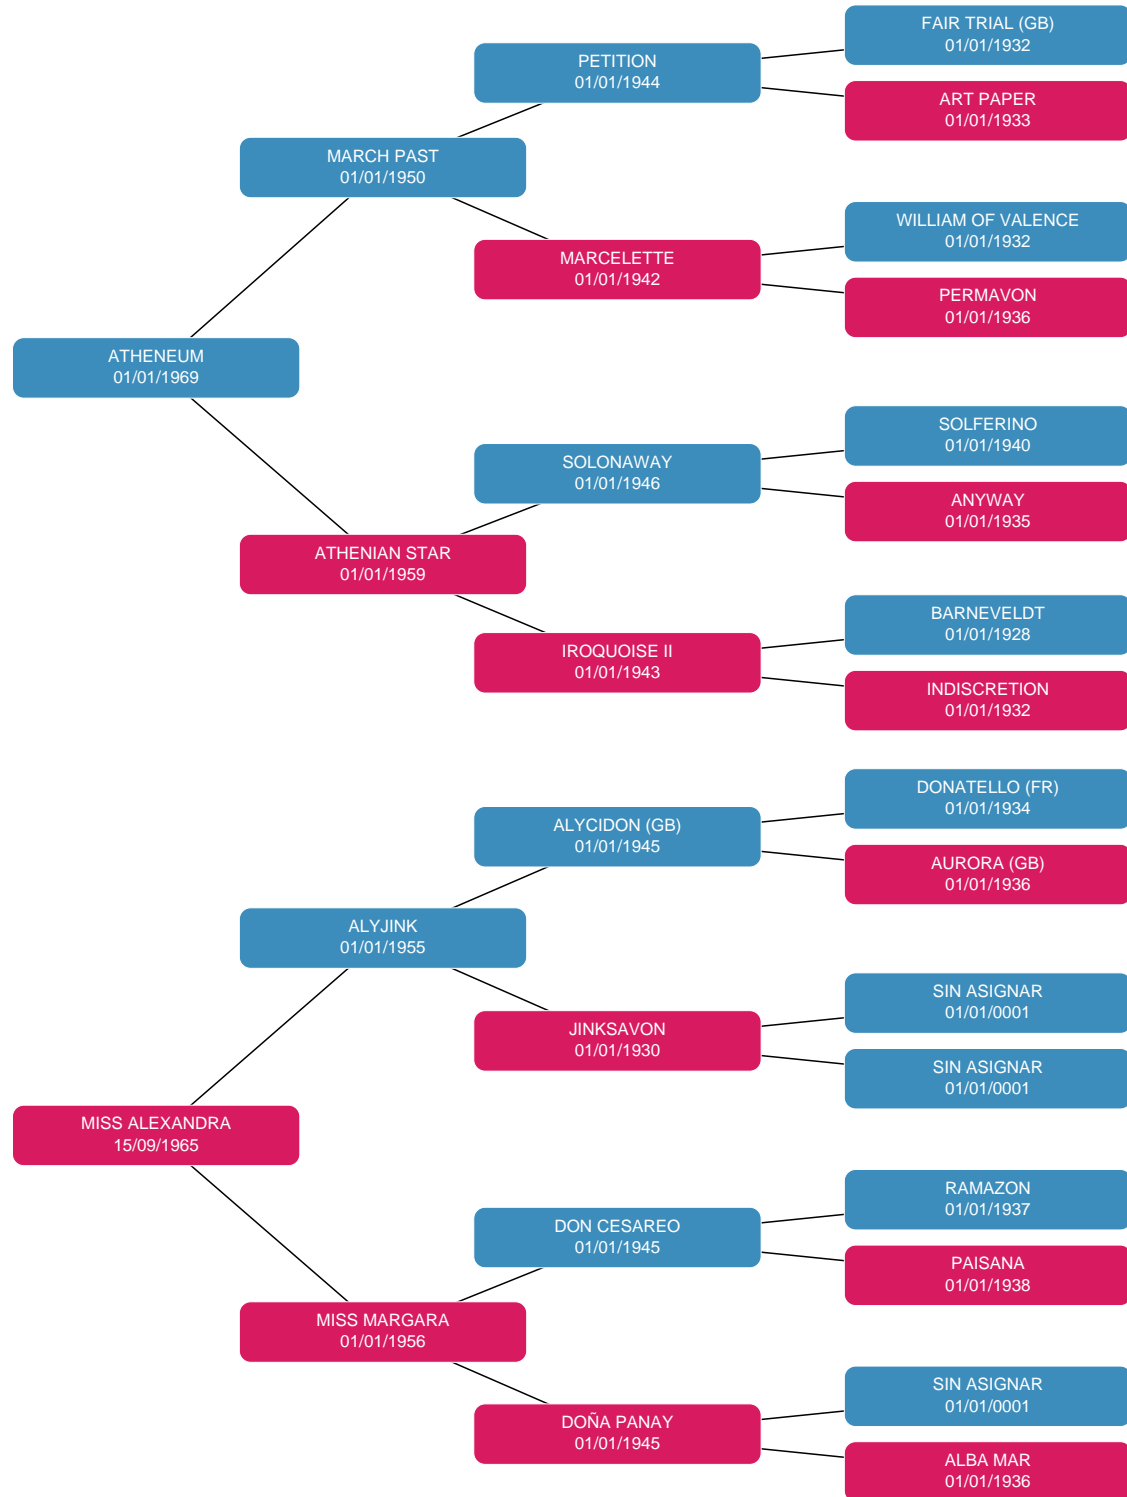 FAIR TRIAL (GB)
01/01/1932
PETITION
01/01/1944
ART PAPER
01/01/1933
MARCH PAST
01/01/1950
WILLIAM OF VALENCE
01/01/1932
MARCELETTE
01/01/1942
PERMAVON
01/01/1936
ATHENEUM
01/01/1969
SOLFERINO
01/01/1940
SOLONAWAY
01/01/1946
ANYWAY
01/01/1935
ATHENIAN STAR
01/01/1959
BARNEVELDT
01/01/1928
IROQUOISE II
01/01/1943
INDISCRETION
01/01/1932
DONATELLO (FR)
01/01/1934
ALYCIDON (GB)
01/01/1945
AURORA (GB)
01/01/1936
ALYJINK
01/01/1955
SIN ASIGNAR
01/01/0001
JINKSAVON
01/01/1930
SIN ASIGNAR
01/01/0001
MISS ALEXANDRA
15/09/1965
RAMAZON
01/01/1937
DON CESAREO
01/01/1945
PAISANA
01/01/1938
MISS MARGARA
01/01/1956
SIN ASIGNAR
01/01/0001
DOÑA PANAY
01/01/1945
ALBA MAR
01/01/1936